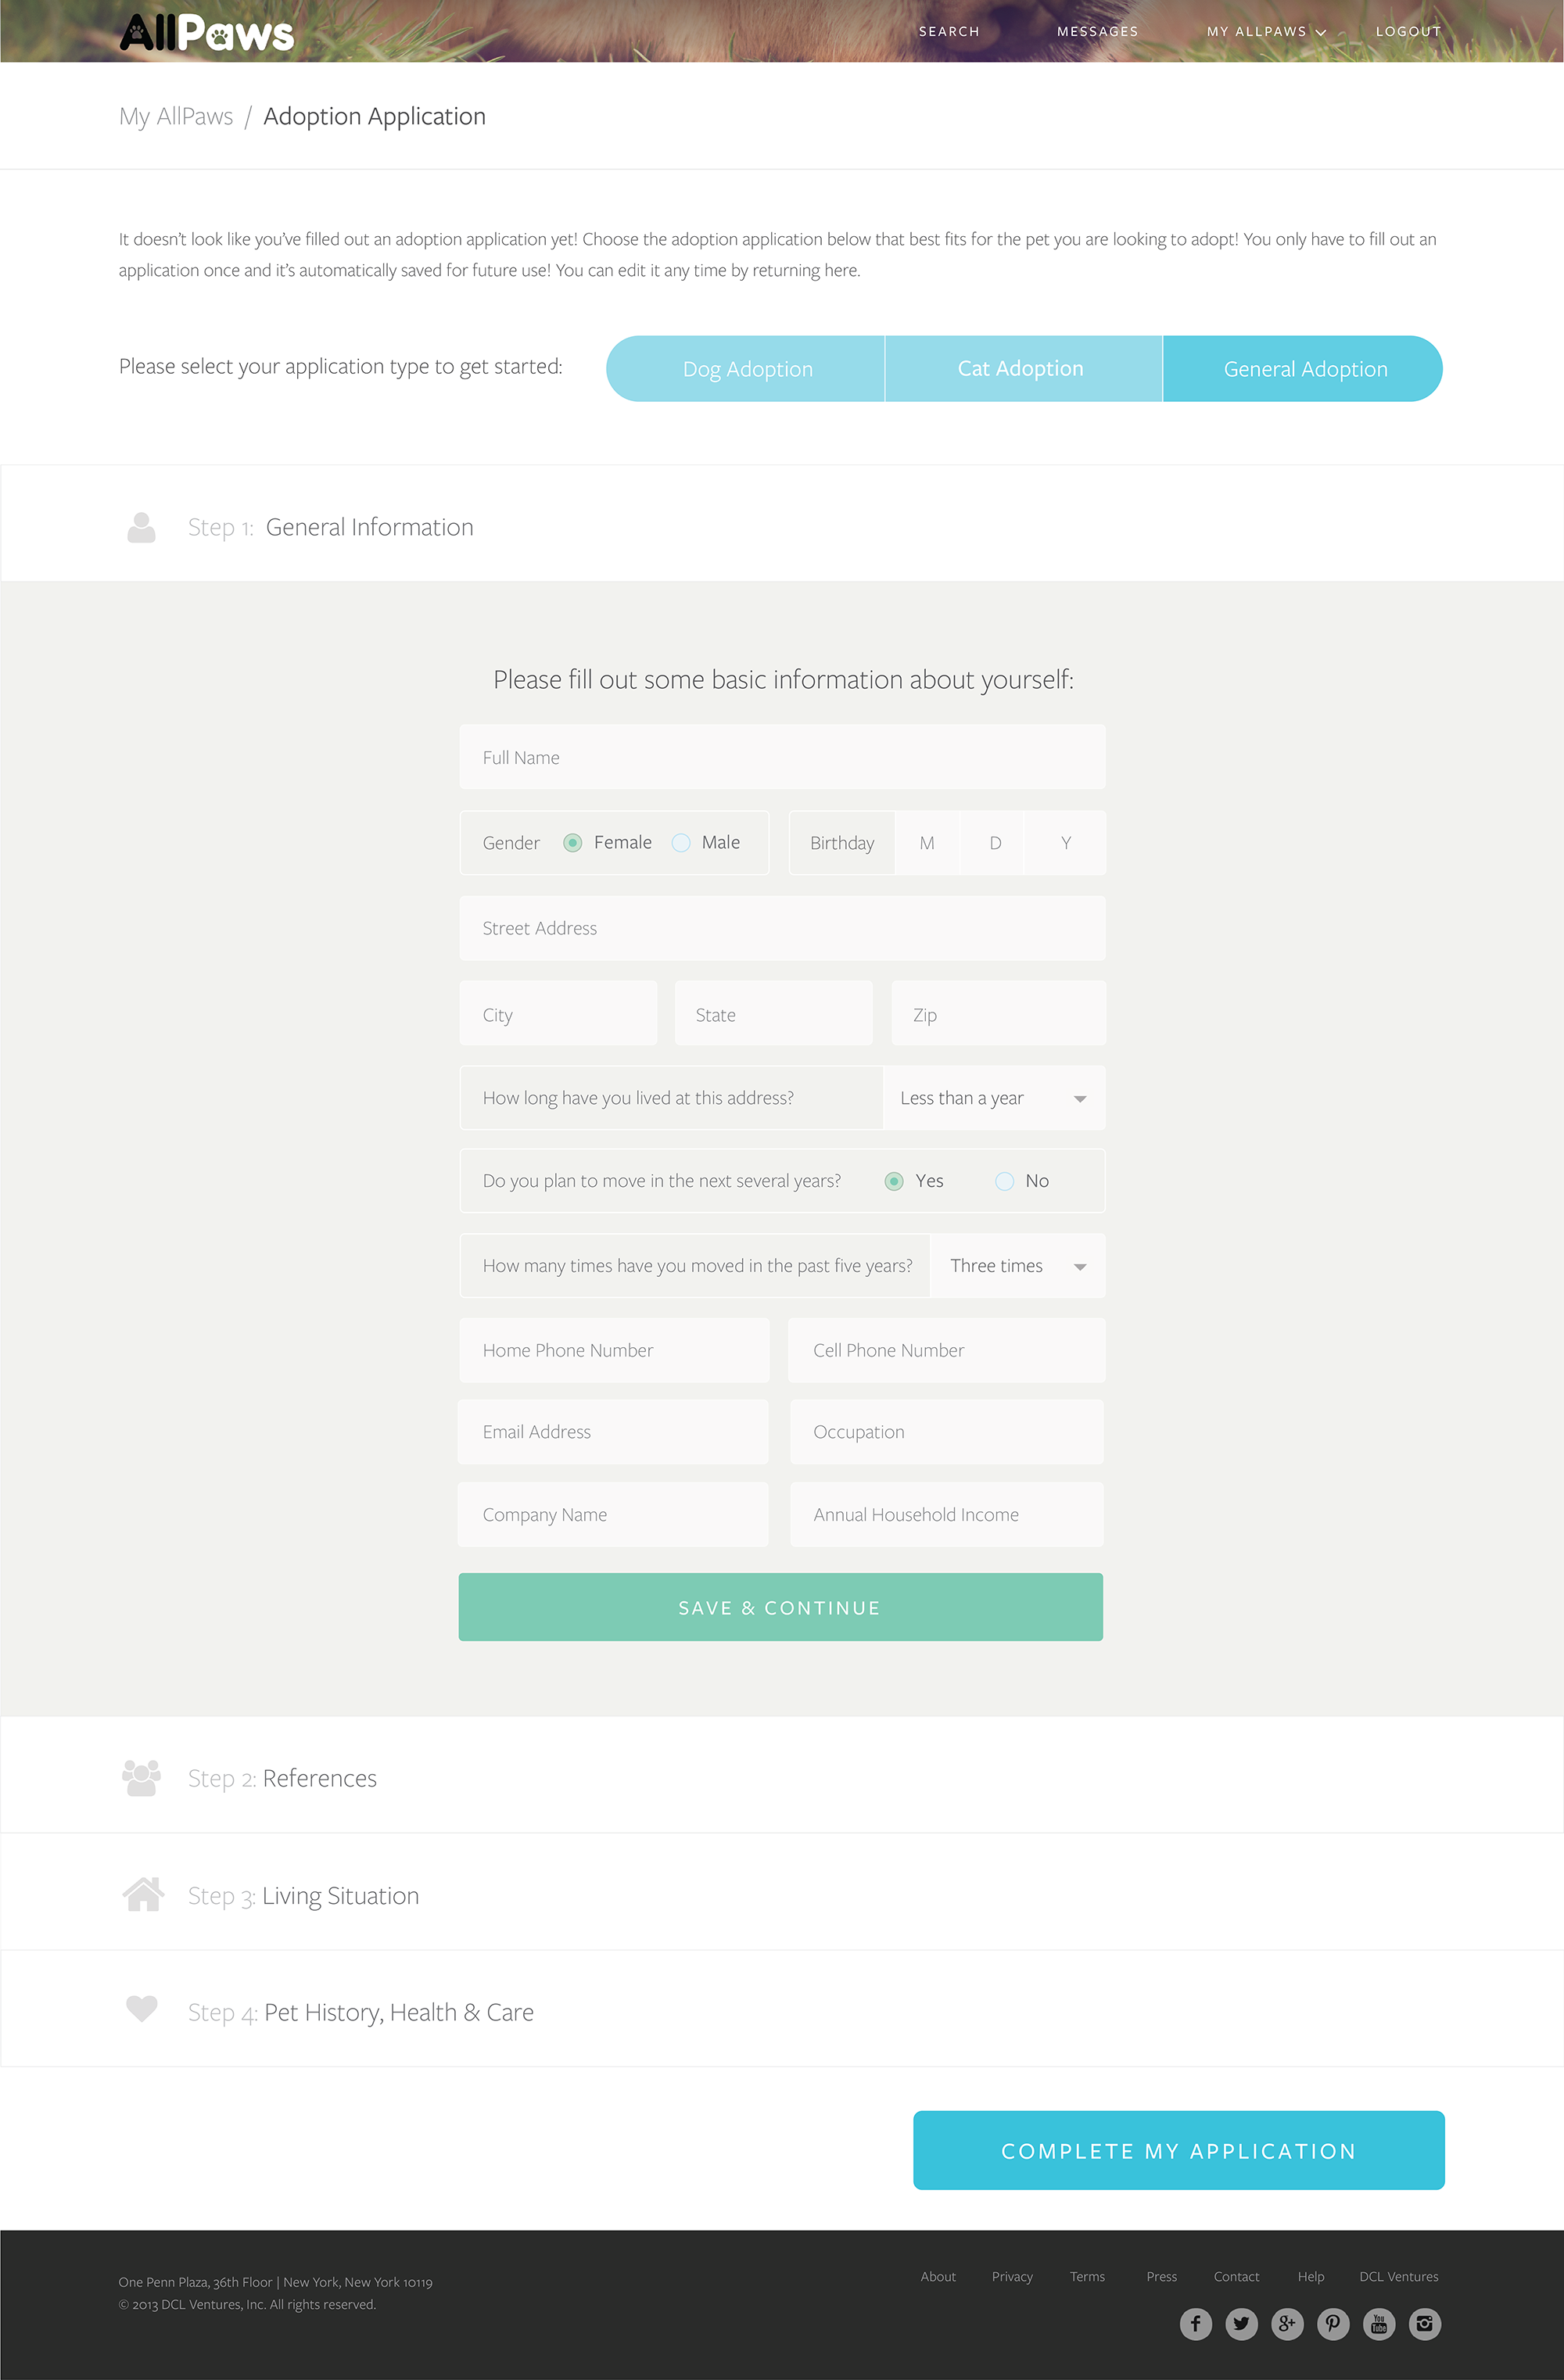 AllPaws
SEARCH MESSAGES MY ALLPAWS LOGOUT
My AllPaws / Adoption Application
It doesn't look like you've filled out an adoption application yet! Choose the adoption application below that best fits for the pet you are looking to adopt! You only have to fill out an
application once and it's automatically saved for future use! You can edit it any time by returning here.
Please select your application type to get started:
Dog Adoption Cat Adoption General Adoption
Step 1: General Information
Please fill out some basic information about yourself:
Full Name
Gender Female Male Birthday M D Y
Street Address
City State Zip
How long have you lived at this address? Less than a year
Do you plan to move in the next several years? Yes No
How many times have you moved in the past five years? Three times
Home Phone Number Cell Phone Number
Email Address Occupation
Company Name Annual Household Income
SAVE & CONTINUE
Step 2: References
Step 3: Living Situation
Step 4: Pet History, Health & Care
COMPLETE MY APPLICATION
One Penn Plaza, 36th Floor | New York, New York 10119
© 2013 DCL Ventures, Inc. All rights reserved.
About Privacy Terms Press Contact Help DCL Ventures
f g+ You Tube